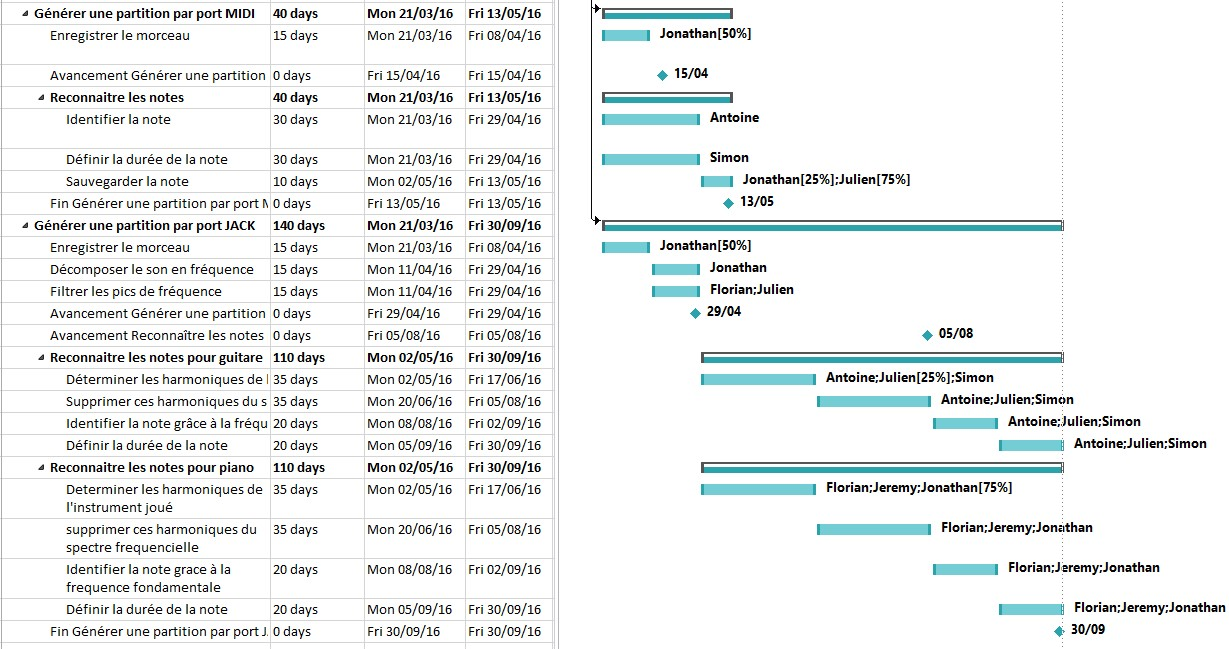 Générer une partition par port MIDI 40 days Mon 21/03/16 Fri 13/05/16
Enregistrer le morceau 15 days Mon 21/03/16 Fri 08/04/16 Jonathan[50%]
Avancement Générer une partition 0 days Fri 15/04/16 Fri 15/04/16 15/04
Reconnaitre les notes 40 days Mon 21/03/16 Fri 13/05/16
Identifier la note 30 days Mon 21/03/16 Fri 29/04/16 Antoine
Définir la durée de la note 30 days Mon 21/03/16 Fri 29/04/16 Simon
Sauvegarder la note 10 days Mon 02/05/16 Fri 13/05/16 Jonathan[25%];Julien[75%]
Fin Générer une partition par port 0 days Fri 13/05/16 Fri 13/05/16 13/05
Générer une partition par port JACK 140 days Mon 21/03/16 Fri 30/09/16
Enregistrer le morceau 15 days Mon 21/03/16 Fri 08/04/16 Jonathan[50%]
Décomposer le son en fréquence 15 days Mon 11/04/16 Fri 29/04/16 Jonathan
Filtrer les pics de fréquence 15 days Mon 11/04/16 Fri 29/04/16 Florian;Julien
Avancement Générer une partition 0 days Fri 29/04/16 Fri 29/04/16 29/04
Avancement Reconnaître les notes 0 days Fri 05/08/16 Fri 05/08/16 05/08
Reconnaitre les notes pour guitare 110 days Mon 02/05/16 Fri 30/09/16
Déterminer les harmoniques de 35 days Mon 02/05/16 Fri 17/06/16 Antoine;Julien[25%];Simon
Supprimer ces harmoniques du s 35 days Mon 20/06/16 Fri 05/08/16 Antoine;Julien;Simon
Identifier la note grâce à la fréqu 20 days Mon 08/08/16 Fri 02/09/16 Antoine;Julien;Simon
Définir la durée de la note 20 days Mon 05/09/16 Fri 30/09/16 Antoine;Julien;Simon
Reconnaitre les notes pour piano 110 days Mon 02/05/16 Fri 30/09/16
Determiner les harmoniques de 35 days Mon 02/05/16 Fri 17/06/16 Florian;Jeremy;Jonathan[75%]
l'instrument joué
supprimer ces harmoniques du 35 days Mon 20/06/16 Fri 05/08/16 Florian;Jeremy;Jonathan
spectre frequencielle
Identifier la note grace à la 20 days Mon 08/08/16 Fri 02/09/16 Florian;Jeremy;Jonathan
frequence fondamentale
Définir la durée de la note 20 days Mon 05/09/16 Fri 30/09/16 Florian;Jeremy;Jonathan
Fin Générer une partition par port J 0 days Fri 30/09/16 Fri 30/09/16 30/09